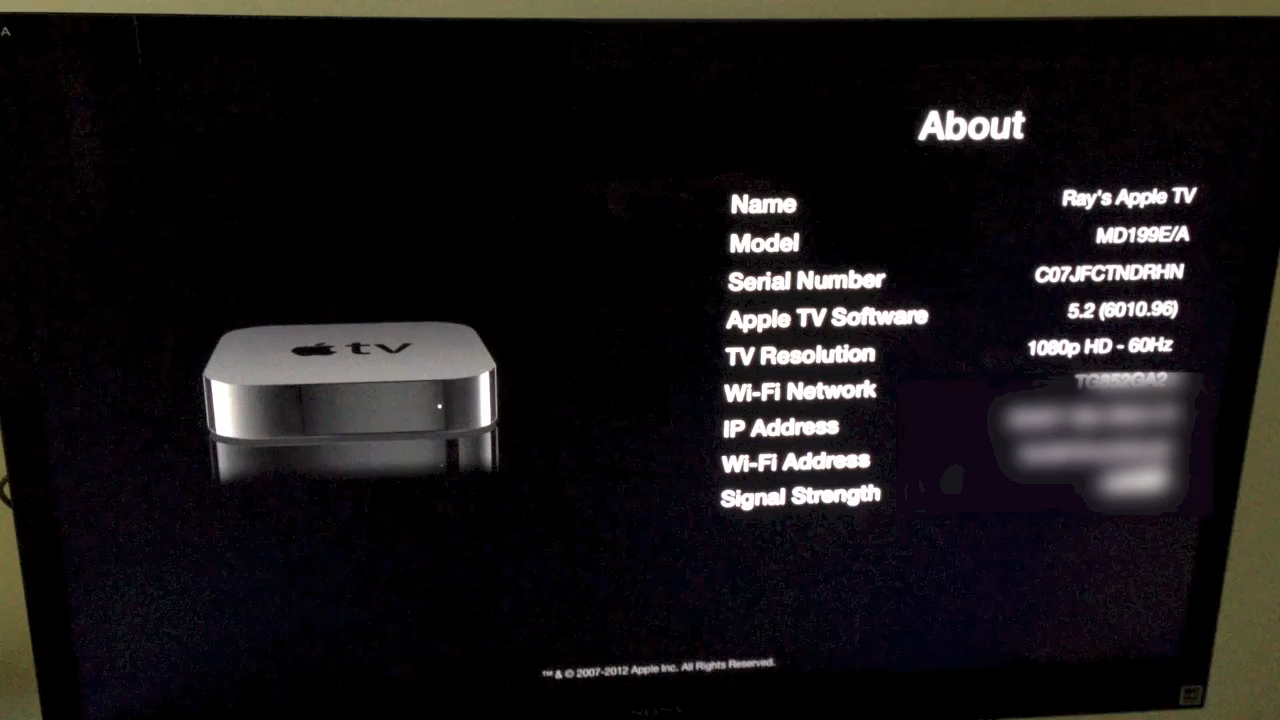 A
About
Name Ray's Apple TV
Model MD199E/A
Serial Number C07JFCTNDRHN
Apple TV Software 5.2 (6010.96)
TV Resolution 1080p HD - 60Hz
Wi-Fi Network TG852GA2
IP Address
Wi-Fi Address
Signal Strength
tv
™ & © 2007-2012 Apple Inc. All Rights Reserved.
SONY